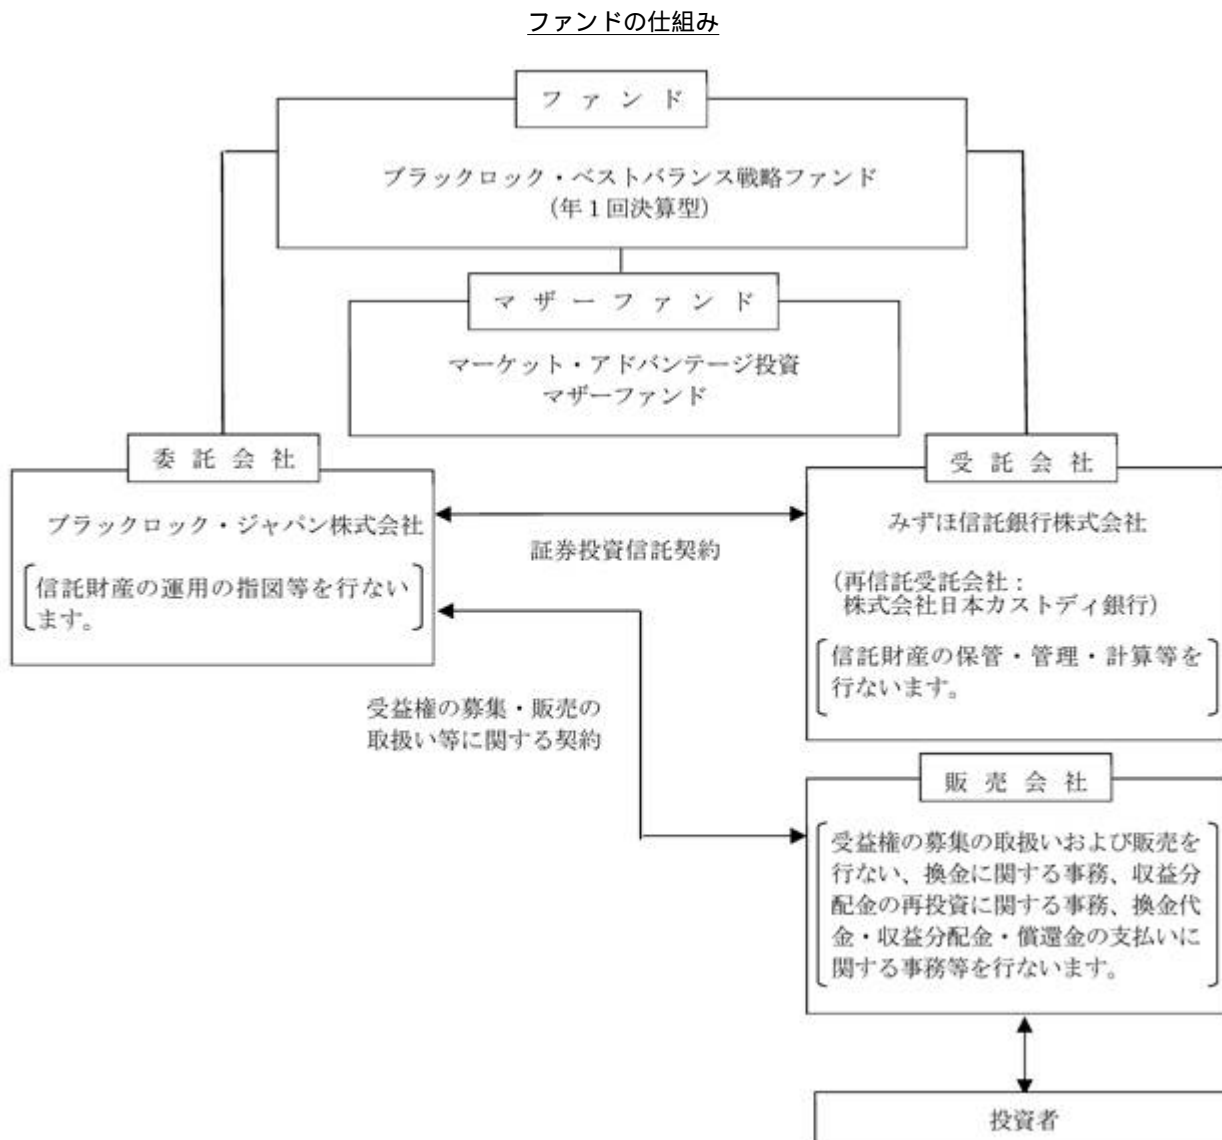 ファンドの仕組み
ファンド
ブラックロック・ベストバランス戦略ファンド
(年1回決算型)
マザーファンド
マーケット・アドバンテージ投資
マザーファンド
委託会社
ブラックロック・ジャパン株式会社
信託財産の運用の指図等を行ない
ます。
証券投資信託契約
受託会社
みずほ信託銀行株式会社
(再信託受託会社:
株式会社日本カストディ銀行)
信託財産の保管・管理・計算等を
行ないます。
受益権の募集・販売の
取扱い等に関する契約
販売会社
受益権の募集の取扱いおよび販売を
行ない、換金に関する事務、収益分
配金の再投資に関する事務、換金代
金・収益分配金・償還金の支払いに
関する事務等を行ないます。
投資者